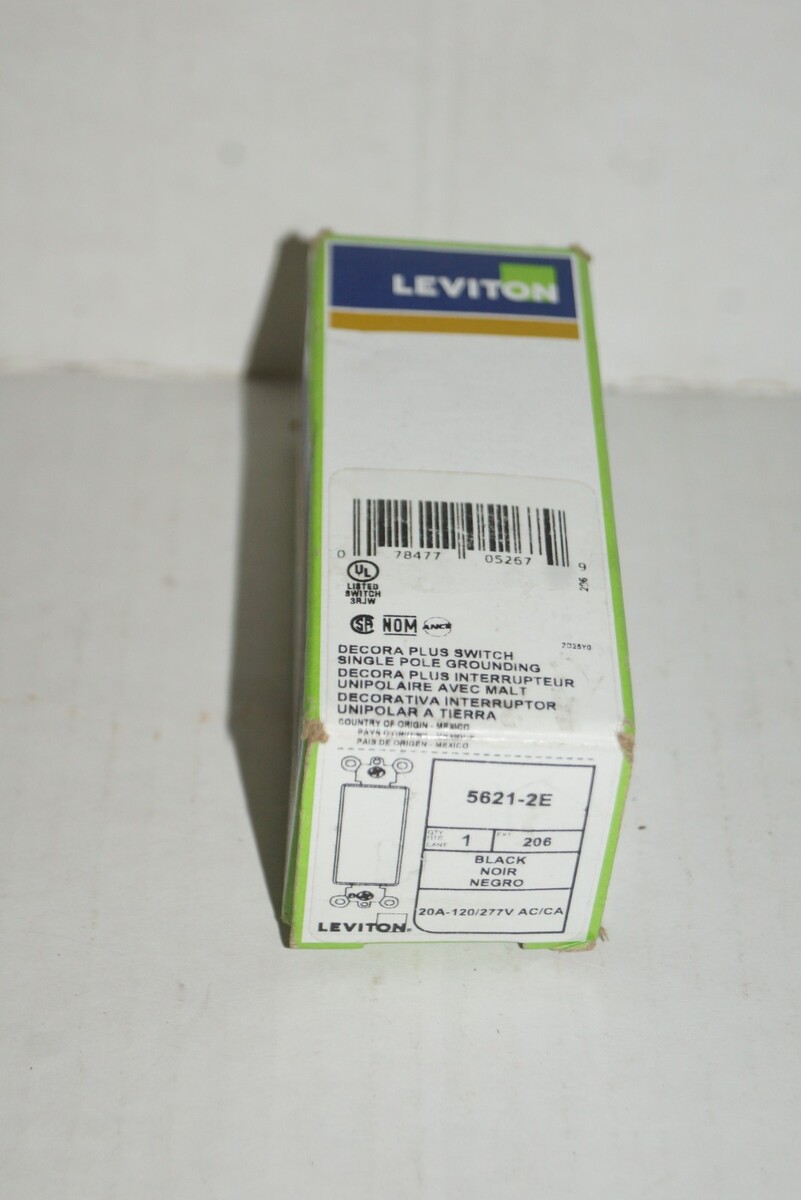 LEVITON
0 78477 05267 9
206
UL
LISTED
SWITCH
3RJW
NOM
ANCE
DECORA PLUS SWITCH
SINGLE POLE GROUNDING
DECORA PLUS INTERRUPTEUR
UNIPOLAIRE AVEC MALT
DECORATIVA INTERRUPTOR
UNIPOLAR A TIERRA
COUNTRY OF ORIGIN - MEXICO
PAIS DE ORIGEN - MEXICO
5621-2E
QTY
1
206
BLACK
NOIR
NEGRO
20A-120/277V AC/CA
LEVITON®